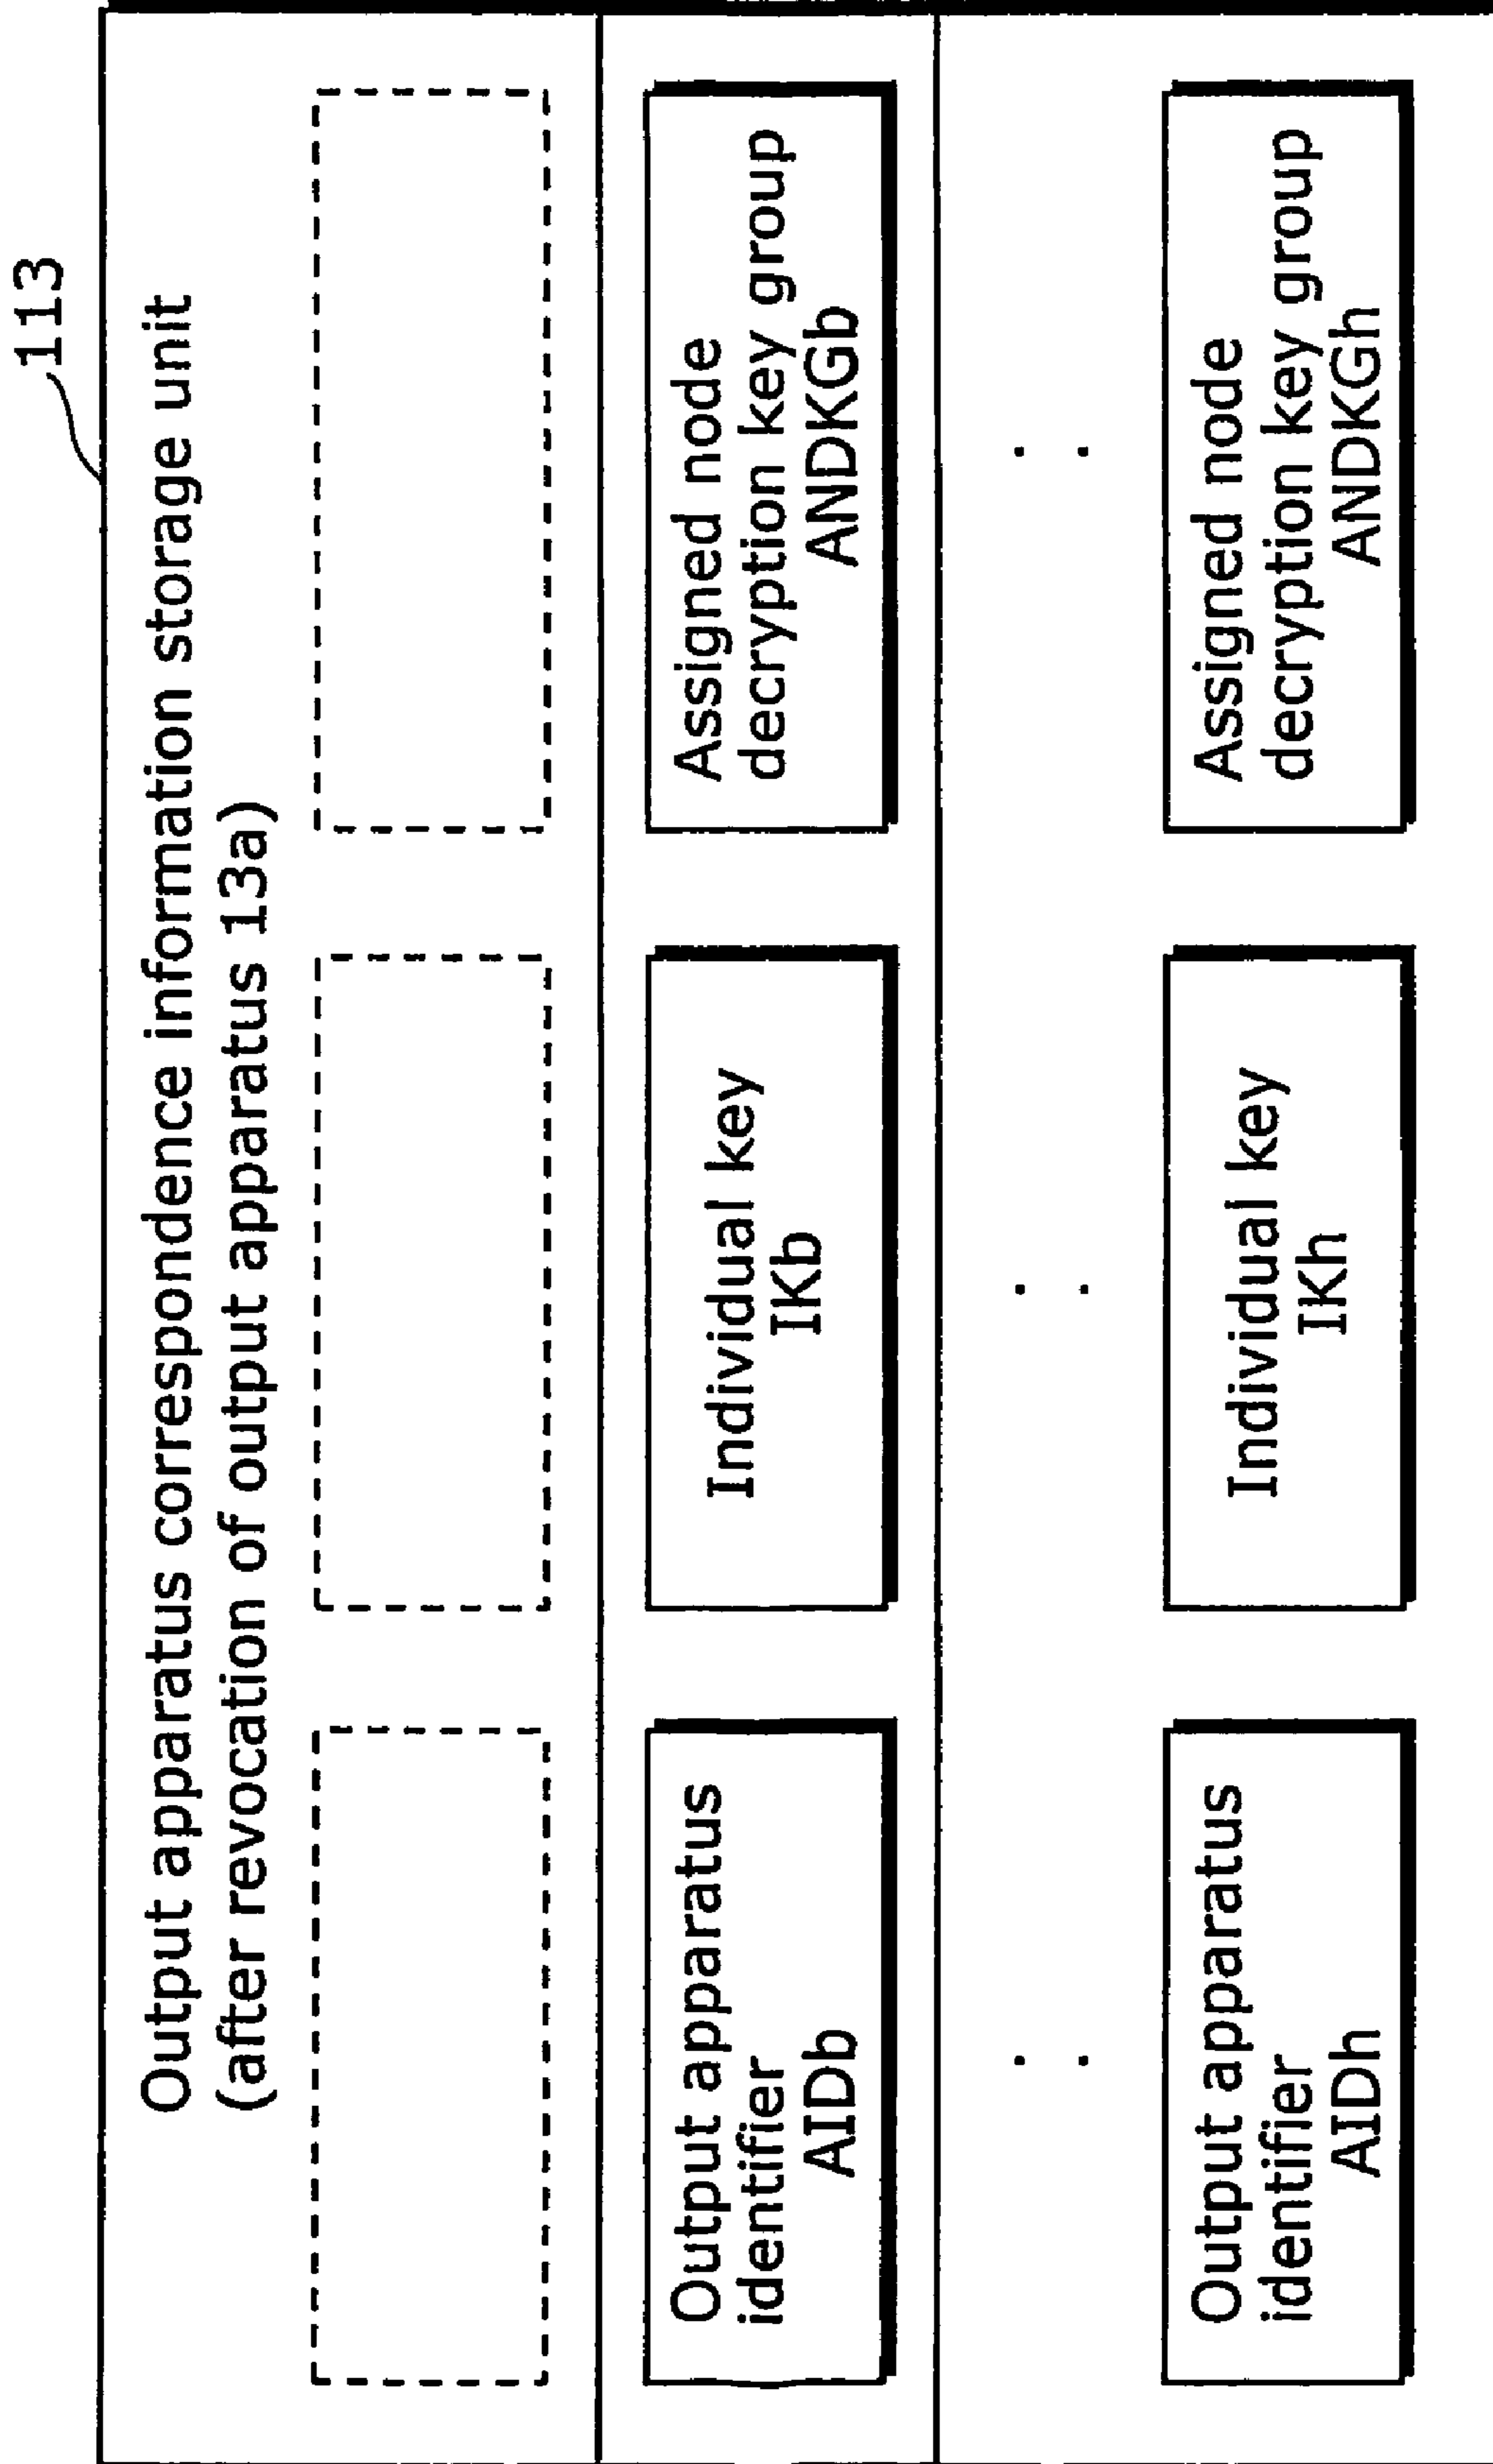 113
Output apparatus correspondence information storage unit
(after revocation of output apparatus 13a)
Output apparatus
identifier
AIDb
Individual key
IKb
Assigned node
decryption key group
ANDKGb
Output apparatus
identifier
AIDh
Individual key
IKh
Assigned node
decryption key group
ANDKGh